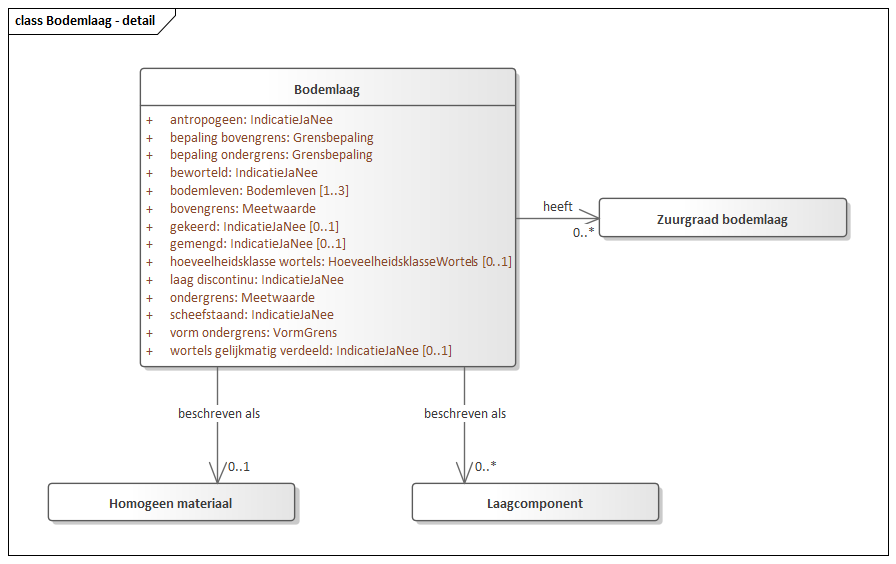 class Bodemlaag - detail
Bodemlaag
+ antropogeen: IndicatieJaNee
+ bepaling bovengrens: Grensbepaling
+ bepaling ondergrens: Grensbepaling
+ beworteld: IndicatieJaNee
+ bodemleven: Bodemleven [1..3]
+ bovengrens: Meetwaarde
+ gekeerd: IndicatieJaNee [0..1]
+ gemengd: IndicatieJaNee [0..1]
+ hoeveelheidsklasse wortels: HoeveelheidsklasseWortels [0..1]
+ laag discontinu: IndicatieJaNee
+ ondergrens: Meetwaarde
+ scheefstaand: IndicatieJaNee
+ vorm ondergrens: VormGrens
+ wortels gelijkmatig verdeeld: IndicatieJaNee [0..1]
heeft
0..*
Zuurgraad bodemlaag
beschreven als
beschreven als
0..1
0..*
Homogeen materiaal
Laagcomponent